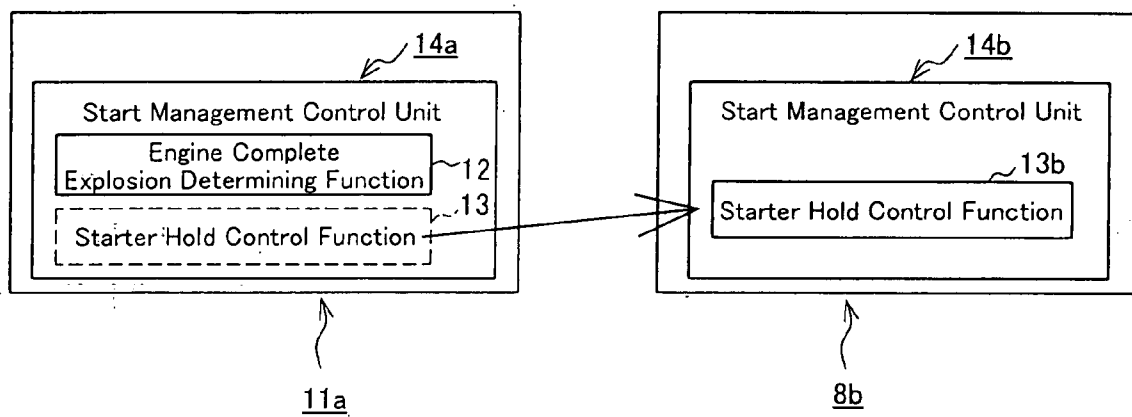 14a
Start Management Control Unit
Engine Complete
Explosion Determining Function
12
13
Starter Hold Control Function
11a
14b
Start Management Control Unit
13b
Starter Hold Control Function
8b